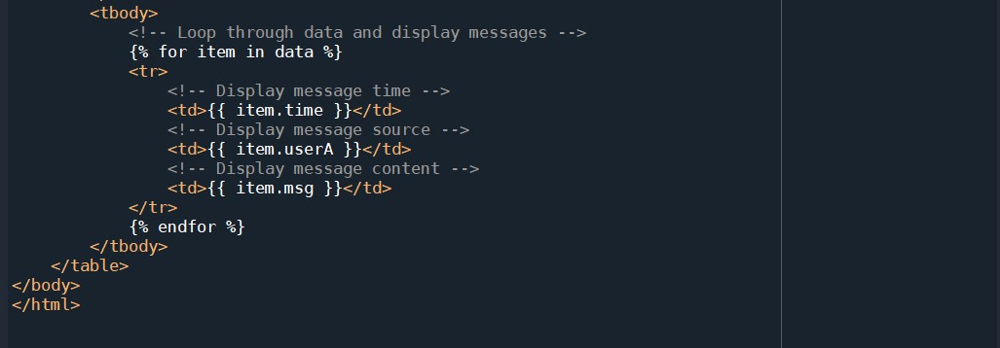 <tbody>
<!-- Loop through data and display messages -->
{% for item in data %}
<tr>
<!-- Display message time -->
<td>{{ item.time }}</td>
<!-- Display message source -->
<td>{{ item.userA }}</td>
<!-- Display message content -->
<td>{{ item.msg }}</td>
</tr>
{% endfor %}
</tbody>
</table>
</body>
</html>